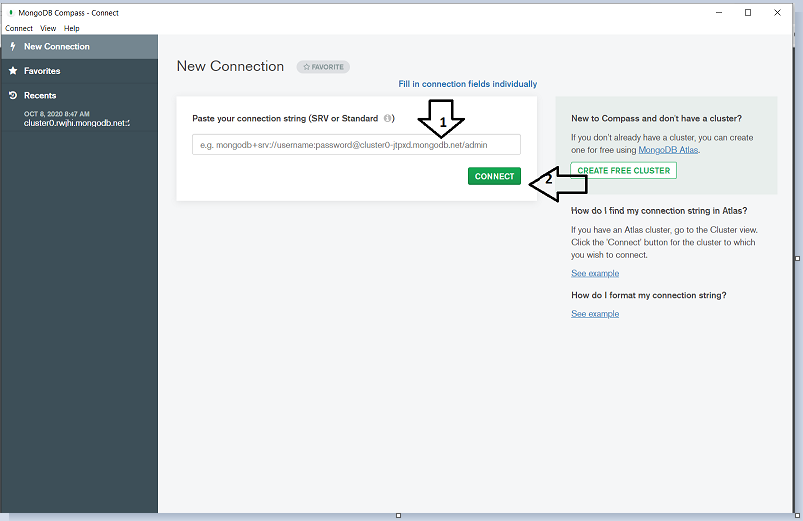 MongoDB Compass - Connect
Connect View Help
New Connection
Favorites
Recents
OCT 8, 2020 8:47 AM
cluster0.rwjhi.mongodb.net:2
New Connection
FAVORITE
Fill in connection fields individually
Paste your connection string (SRV or Standard )
1
e.g. mongodb+srv://username:password@cluster0-jtpxd.mongodb.net/admin
CONNECT
2
New to Compass and don't have a cluster?
If you don't already have a cluster, you can create
one for free using MongoDB Atlas.
CREATE FREE CLUSTER
How do I find my connection string in Atlas?
If you have an Atlas cluster, go to the Cluster view.
Click the 'Connect' button for the cluster to which
you wish to connect.
See example
How do I format my connection string?
See example